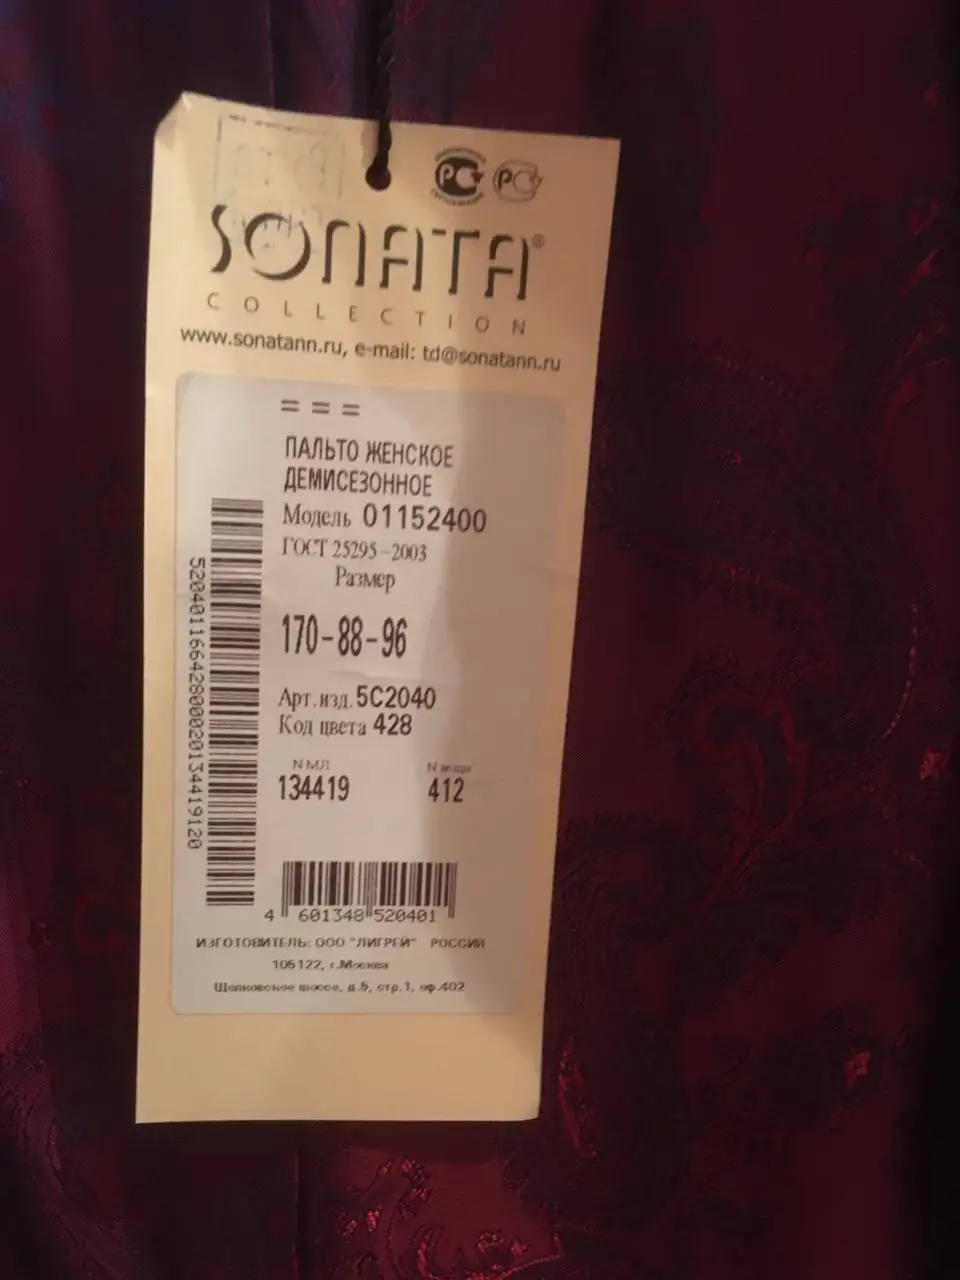 SONATA®
COLLECTION
www.sonatann.ru, e-mail: td@sonatann.ru
= = =
ПАЛЬТО ЖЕНСКОЕ
ДЕМИСЕЗОННОЕ
Модель 01152400
ГОСТ 25295-2003
Размер
170-88-96
Арт.изд.5С2040
Код цвета 428
N МЛ N
134419 412
520401166428000020134419120
4 601348 520401
ИЗГОТОВИТЕЛЬ: ООО "ЛИГРЕЙ" РОССИЯ
105122, г.Москва
Щелковское шоссе, д.5, стр.1, оф.402